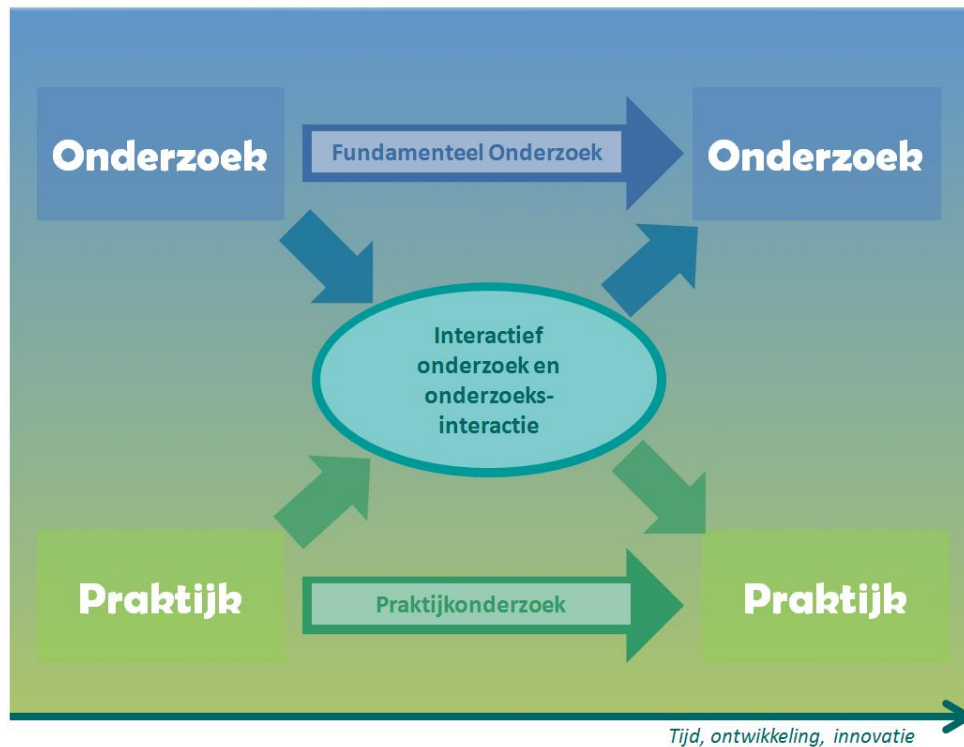 Onderzoek
Fundamenteel Onderzoek
Onderzoek
Interactief
onderzoek en
onderzoeks-
interactie
Praktijk
Praktijkonderzoek
Praktijk
Tijd, ontwikkeling, innovatie